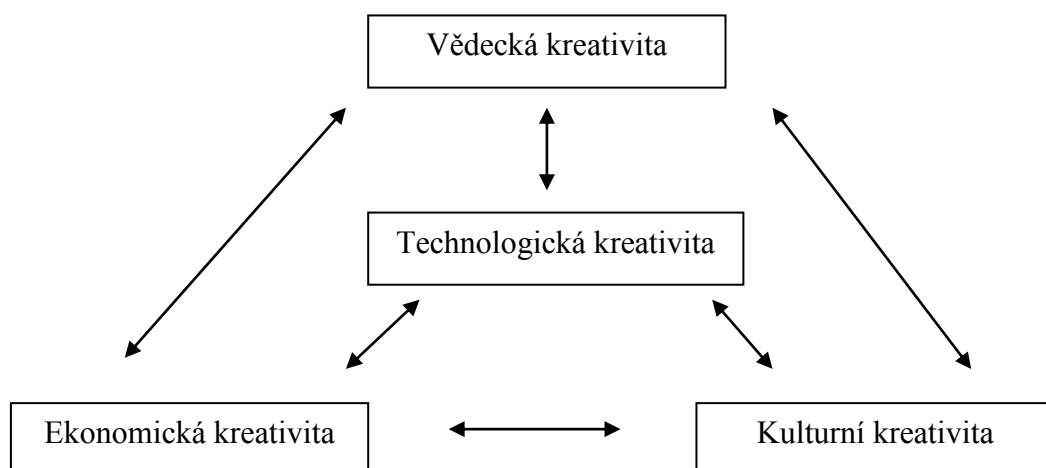 Vědecká kreativita
Technologická kreativita
Ekonomická kreativita
Kulturní kreativita